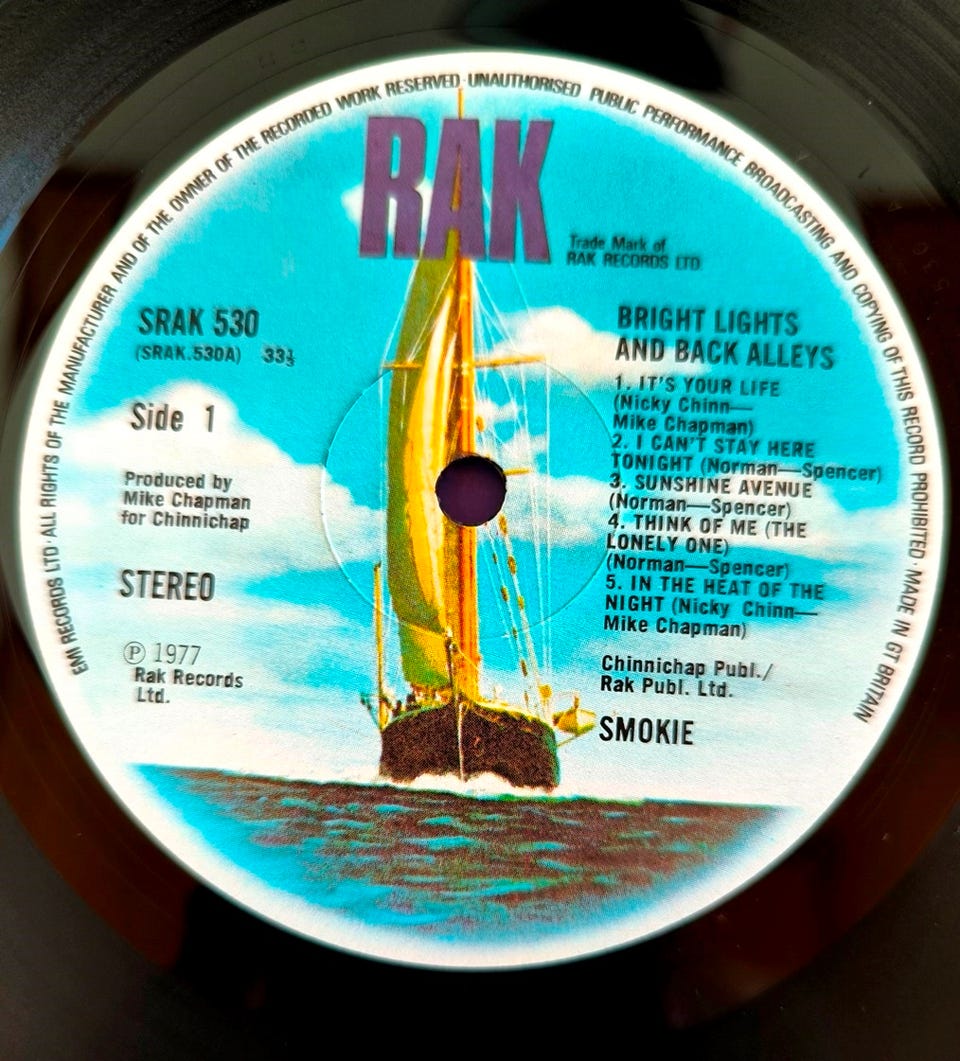 EMI RECORDS LTD · ALL RIGHTS OF THE MANUFACTURER AND OF THE OWNER OF THE RECORDED WORK RESERVED · UNAUTHORISED PUBLIC PERFORMANCE BROADCASTING AND COPYING OF THIS RECORD PROHIBITED · MADE IN GT BRITAIN
RAK
Trade Mark of
RAK RECORDS LTD
SRAK 530
(SRAK.530A) 33⅓
Side 1
Produced by
Mike Chapman
for Chinnichap
STEREO
℗ 1977
Rak Records
Ltd.
BRIGHT LIGHTS
AND BACK ALLEYS
1. IT'S YOUR LIFE
(Nicky Chinn—
Mike Chapman)
2. I CAN'T STAY HERE
TONIGHT (Norman—Spencer)
3. SUNSHINE AVENUE
(Norman—Spencer)
4. THINK OF ME (THE
LONELY ONE)
(Norman—Spencer)
5. IN THE HEAT OF THE
NIGHT (Nicky Chinn—
Mike Chapman)
Chinnichap Publ./
Rak Publ. Ltd.
SMOKIE